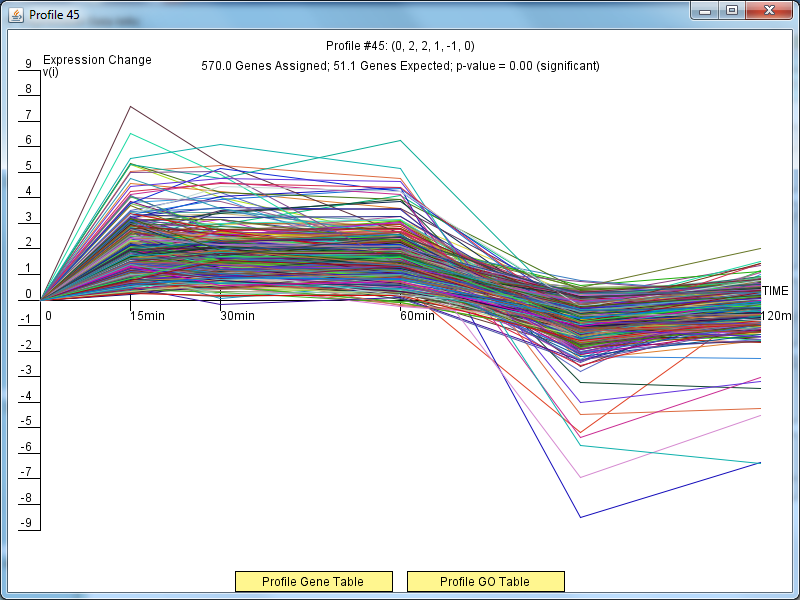 Profile 45
Profile #45: (0, 2, 2, 1, -1, 0)
570.0 Genes Assigned; 51.1 Genes Expected; p-value = 0.00 (significant)
Expression Change
v(i)
9
8
7
6
5
4
3
2
1
0
-1
-2
-3
-4
-5
-6
-7
-8
-9
TIME
0 15min 30min 60min 120m
Profile Gene Table Profile GO Table